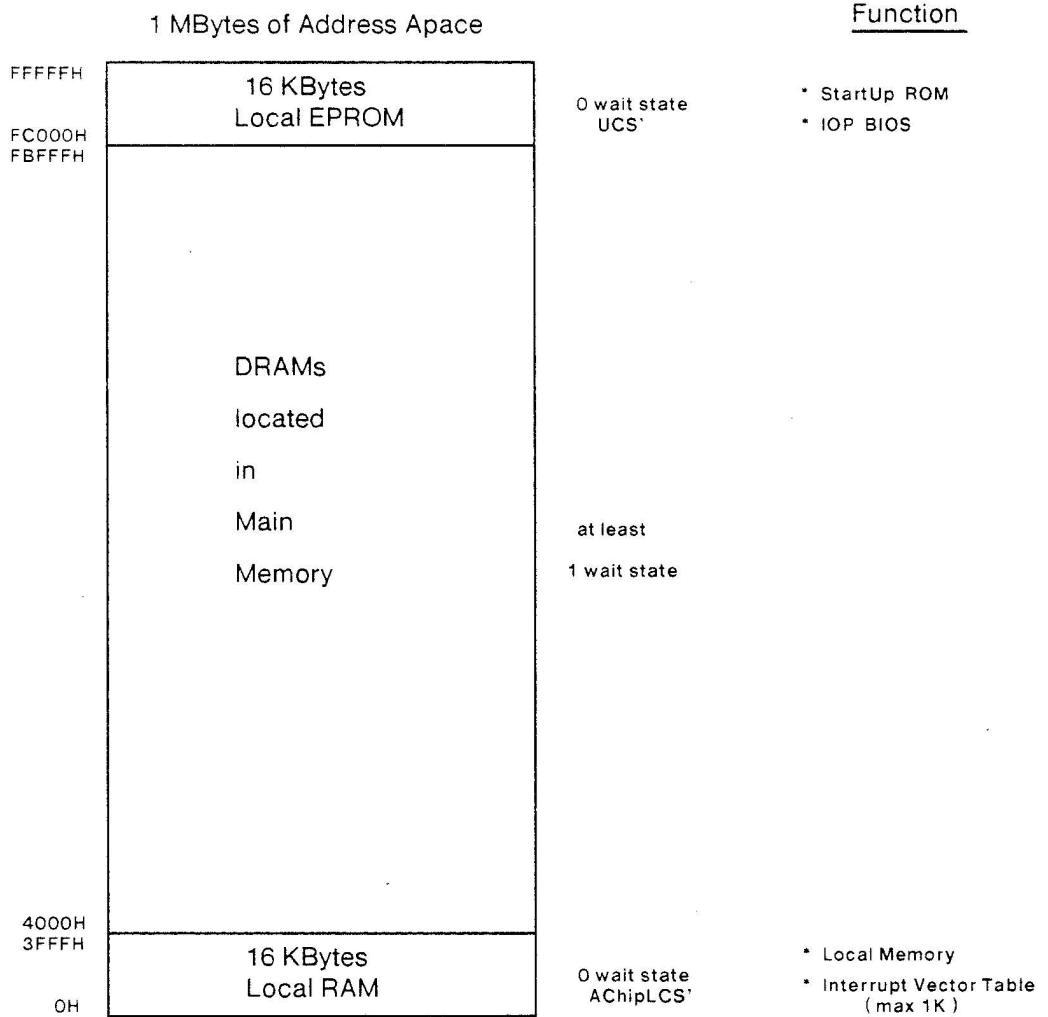 1 MBytes of Address Apace
Function
FFFFFH
16 KBytes
Local EPROM
0 wait state
UCS'
* StartUp ROM
* IOP BIOS
FC000H
FBFFFH
DRAMs
located
in
Main
Memory
at least
1 wait state
4000H
3FFFH
16 KBytes
Local RAM
0 wait state
AChipLCS'
* Local Memory
* Interrupt Vector Table
(max 1K)
0H